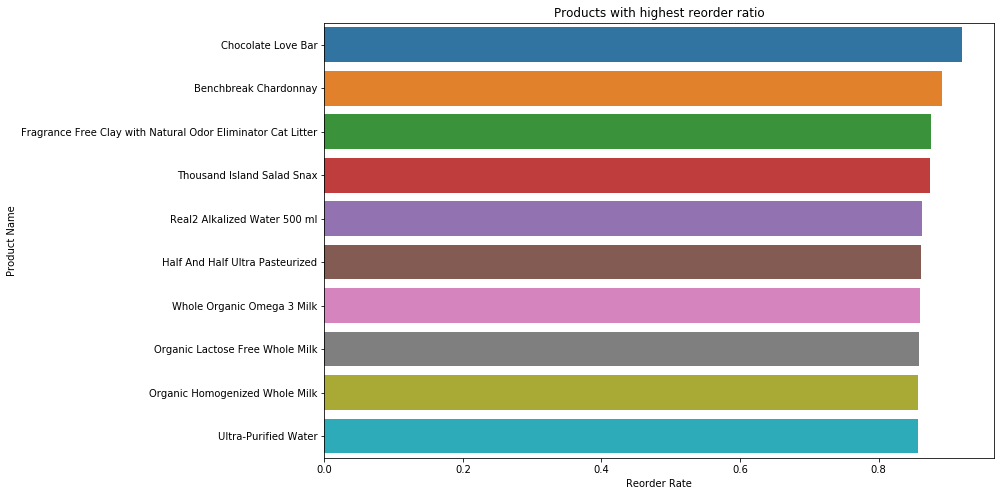 Products with highest reorder ratio
Product Name
Chocolate Love Bar
Benchbreak Chardonnay
Fragrance Free Clay with Natural Odor Eliminator Cat Litter
Thousand Island Salad Snax
Real2 Alkalized Water 500 ml
Half And Half Ultra Pasteurized
Whole Organic Omega 3 Milk
Organic Lactose Free Whole Milk
Organic Homogenized Whole Milk
Ultra-Purified Water
0.0 0.2 0.4 0.6 0.8
Reorder Rate